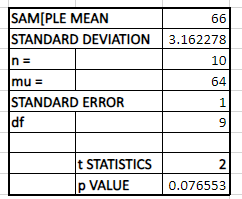 SAM[PLE MEAN 66
STANDARD DEVIATION 3.162278
n = 10
mu = 64
STANDARD ERROR 1
df 9
t STATISTICS 2
p VALUE 0.076553